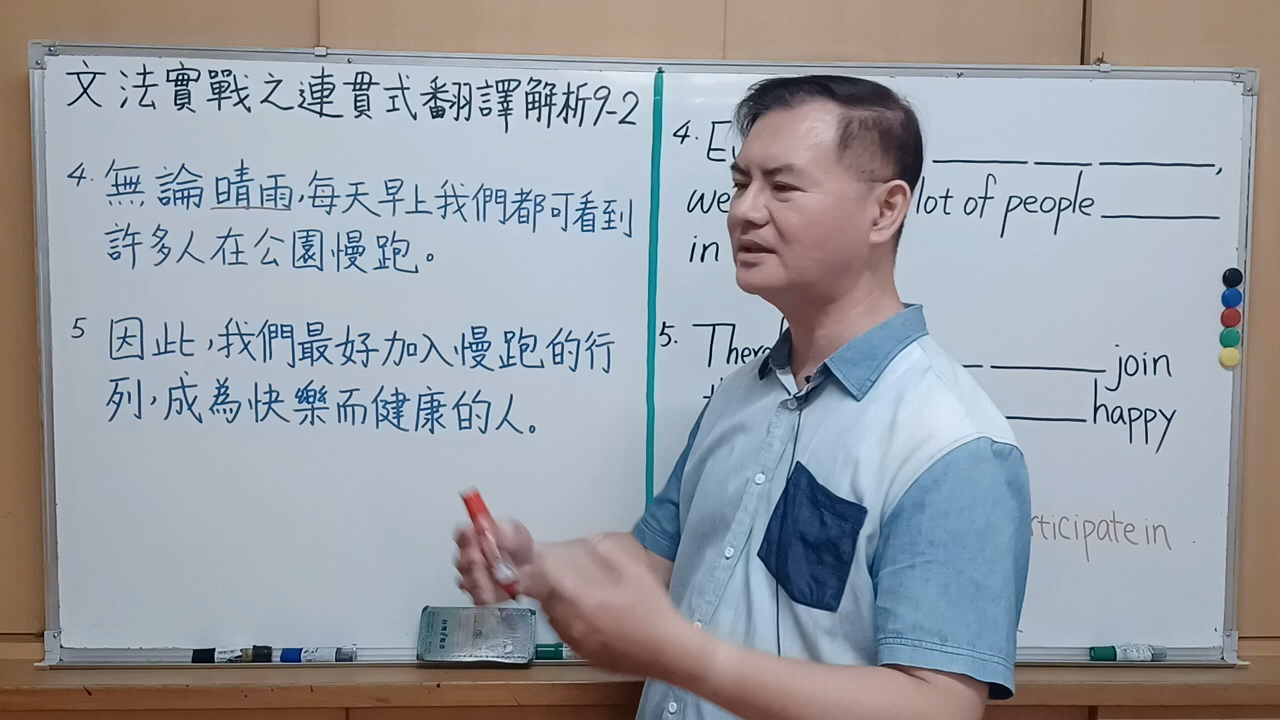 文法實戰之連貫式翻譯解析9-2
4. 無論晴雨,每天早上我們都可看到
許多人在公園慢跑。
5 因此,我們最好加入慢跑的行
列,成為快樂而健康的人。
4.
we lot of people
in
5. join
happy
participate in